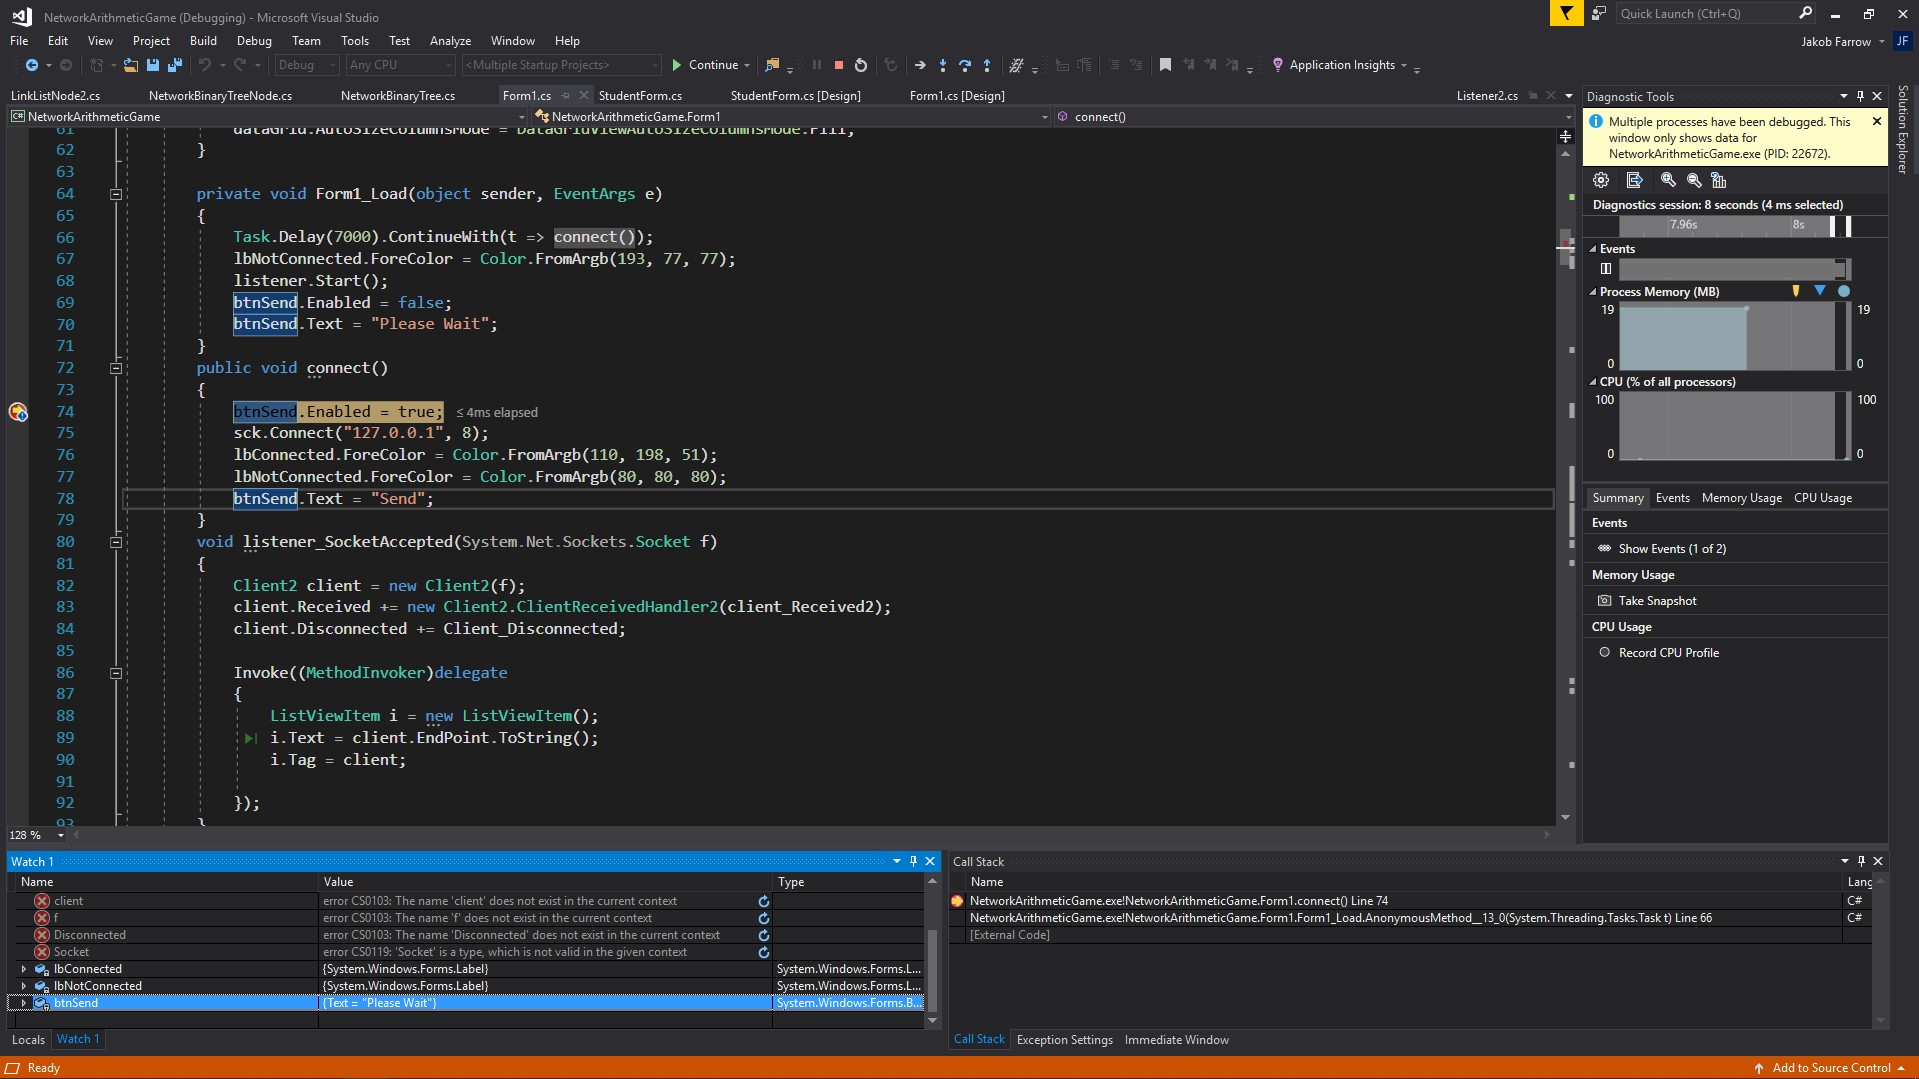 NetworkArithmeticGame (Debugging) - Microsoft Visual Studio
Quick Launch (Ctrl+Q)
File Edit View Project Build Debug Team Tools Test Analyze Window Help
Jakob Farrow JF
Debug Any CPU <Multiple Startup Projects> Continue Application Insights
LinkListNode2.cs NetworkBinaryTreeNode.cs NetworkBinaryTree.cs Form1.cs StudentForm.cs StudentForm.cs [Design] Form1.cs [Design] Listener2.cs
NetworkArithmeticGame NetworkArithmeticGame.Form1 connect()
61 dataGrid.AutoSizeColumnsMode = DataGridViewAutoSizeColumnsMode.Fill;
62 }
63
64 private void Form1_Load(object sender, EventArgs e)
65 {
66 Task.Delay(7000).ContinueWith(t => connect());
67 lbNotConnected.ForeColor = Color.FromArgb(193, 77, 77);
68 listener.Start();
69 btnSend.Enabled = false;
70 btnSend.Text = "Please Wait";
71 }
72 public void connect()
73 {
74 btnSend.Enabled = true; ≤ 4ms elapsed
75 sck.Connect("127.0.0.1", 8);
76 lbConnected.ForeColor = Color.FromArgb(110, 198, 51);
77 lbNotConnected.ForeColor = Color.FromArgb(80, 80, 80);
78 btnSend.Text = "Send";
79 }
80 void listener_SocketAccepted(System.Net.Sockets.Socket f)
81 {
82 Client2 client = new Client2(f);
83 client.Received += new Client2.ClientReceivedHandler2(client_Received2);
84 client.Disconnected += Client_Disconnected;
85
86 Invoke((MethodInvoker)delegate
87 {
88 ListViewItem i = new ListViewItem();
89 i.Text = client.EndPoint.ToString();
90 i.Tag = client;
91
92 });
93 }
128 %
Diagnostic Tools
Multiple processes have been debugged. This
window only shows data for
NetworkArithmeticGame.exe (PID: 22672).
Diagnostics session: 8 seconds (4 ms selected)
7.96s 8s
Events
Process Memory (MB)
19 19
0 0
CPU (% of all processors)
100 100
0 0
Summary Events Memory Usage CPU Usage
Events
Show Events (1 of 2)
Memory Usage
Take Snapshot
CPU Usage
Record CPU Profile
Solution Explorer
Watch 1
Name Value Type
client error CS0103: The name 'client' does not exist in the current context
f error CS0103: The name 'f' does not exist in the current context
Disconnected error CS0103: The name 'Disconnected' does not exist in the current context
Socket error CS0119: 'Socket' is a type, which is not valid in the given context
lbConnected {System.Windows.Forms.Label} System.Windows.Forms.L...
lbNotConnected {System.Windows.Forms.Label} System.Windows.Forms.L...
btnSend {Text = "Please Wait"} System.Windows.Forms.B...
Locals Watch 1
Call Stack
Name Lang
NetworkArithmeticGame.exe!NetworkArithmeticGame.Form1.connect() Line 74 C#
NetworkArithmeticGame.exe!NetworkArithmeticGame.Form1.Form1_Load.AnonymousMethod__13_0(System.Threading.Tasks.Task t) Line 66 C#
[External Code]
Call Stack Exception Settings Immediate Window
Ready
Add to Source Control